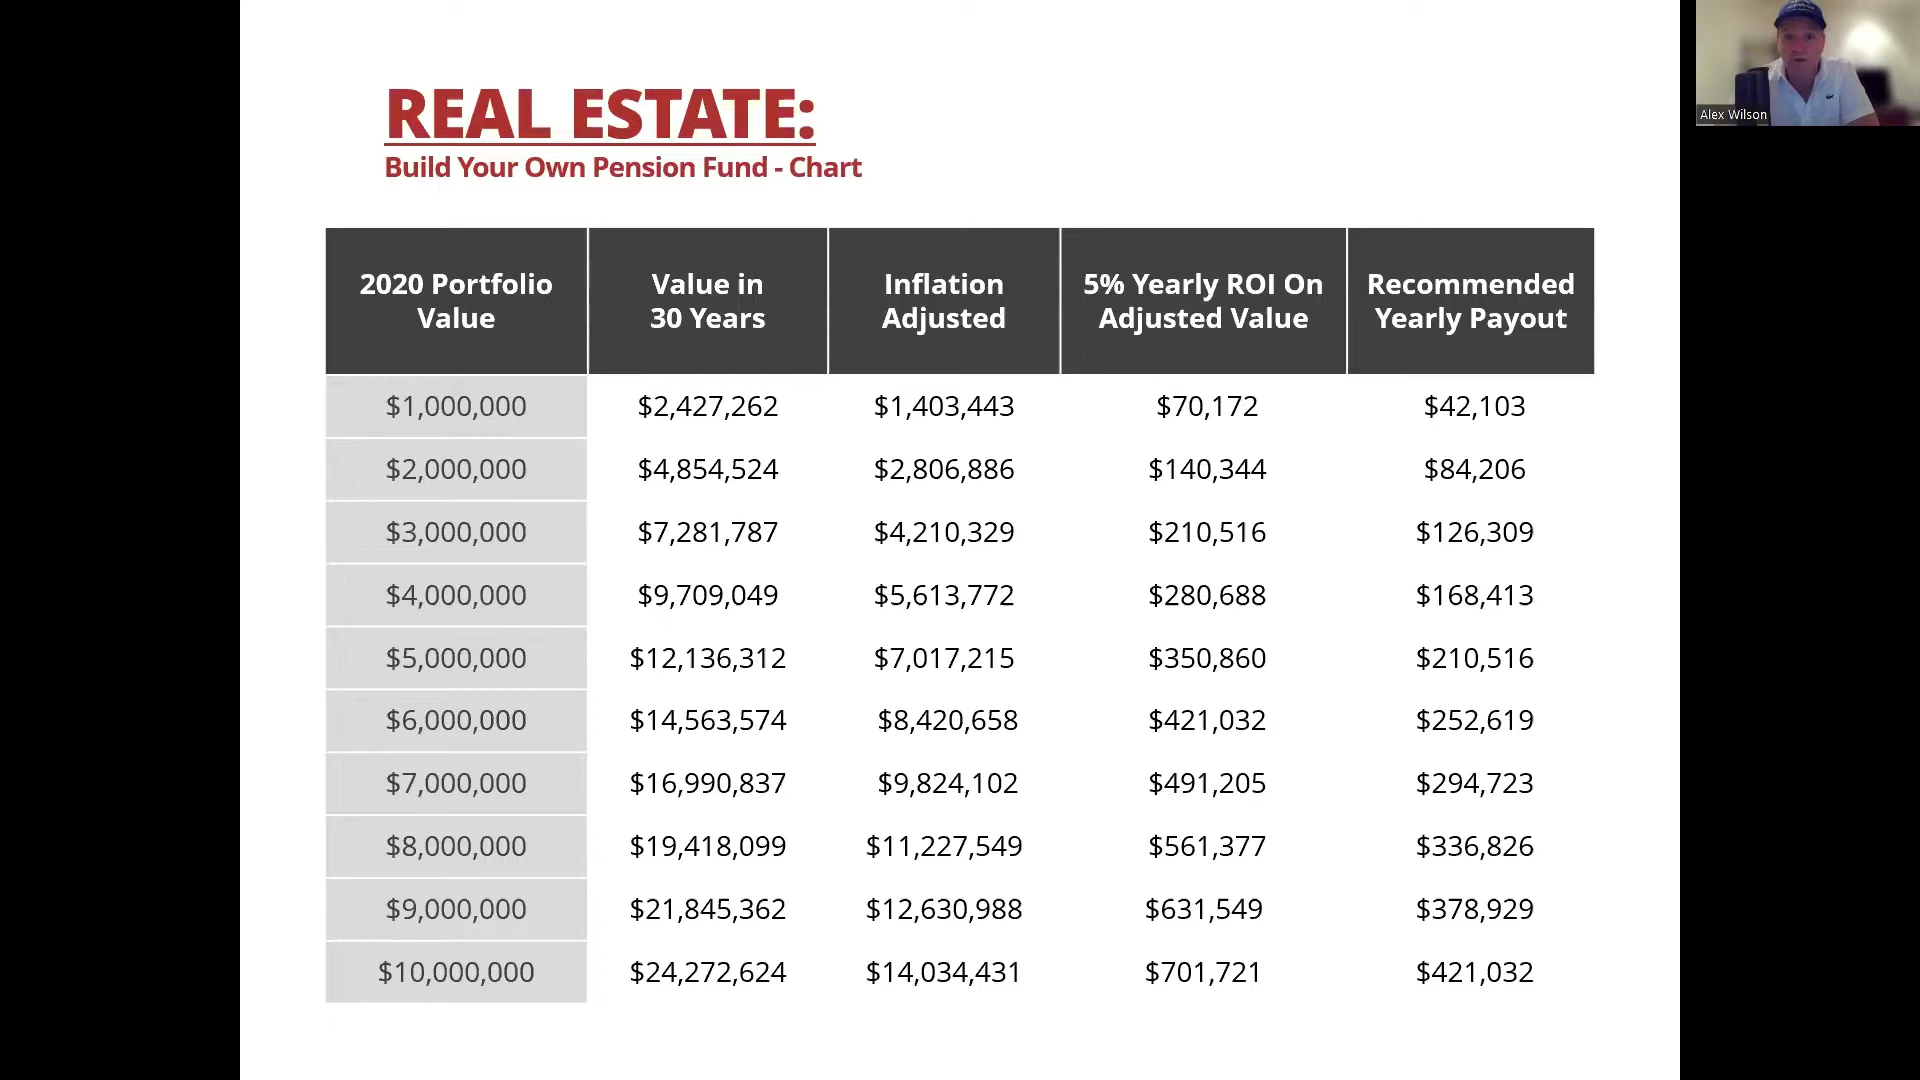 REAL ESTATE:
Build Your Own Pension Fund - Chart
Alex Wilson
2020 Portfolio Value
Value in 30 Years
Inflation Adjusted
5% Yearly ROI On Adjusted Value
Recommended Yearly Payout
$1,000,000 $2,427,262 $1,403,443 $70,172 $42,103
$2,000,000 $4,854,524 $2,806,886 $140,344 $84,206
$3,000,000 $7,281,787 $4,210,329 $210,516 $126,309
$4,000,000 $9,709,049 $5,613,772 $280,688 $168,413
$5,000,000 $12,136,312 $7,017,215 $350,860 $210,516
$6,000,000 $14,563,574 $8,420,658 $421,032 $252,619
$7,000,000 $16,990,837 $9,824,102 $491,205 $294,723
$8,000,000 $19,418,099 $11,227,549 $561,377 $336,826
$9,000,000 $21,845,362 $12,630,988 $631,549 $378,929
$10,000,000 $24,272,624 $14,034,431 $701,721 $421,032